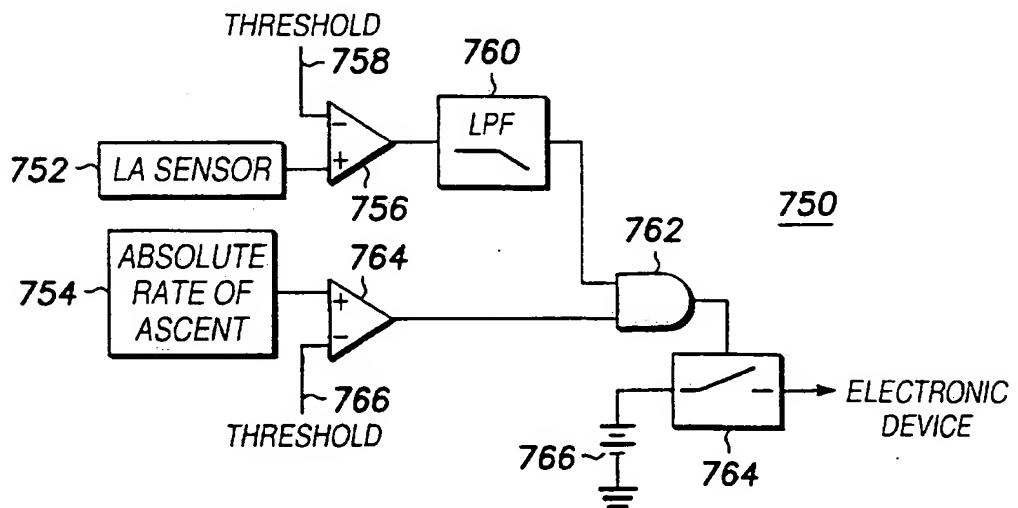 THRESHOLD
758
760
LPF
752
LA SENSOR
−
+
756
750
762
754
ABSOLUTE
RATE OF
ASCENT
764
+
−
766
THRESHOLD
ELECTRONIC
DEVICE
766
764